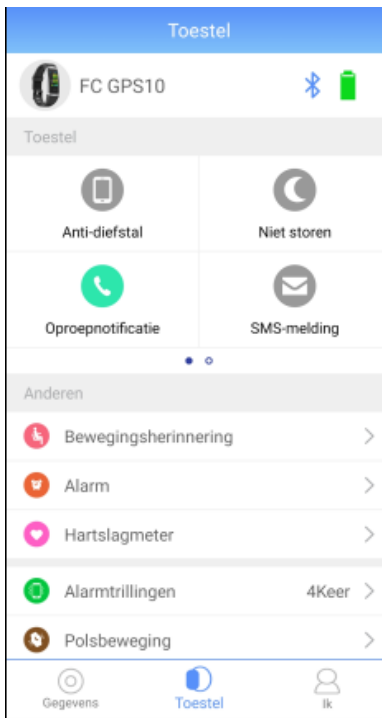 Toestel
FC GPS10
Toestel
Anti-diefstal
Niet storen
Oproepnotificatie
SMS-melding
Anderen
Bewegingsherinnering
Alarm
Hartslagmeter
Alarmtrillingen 4Keer
Polsbeweging
Gegevens Toestel Ik